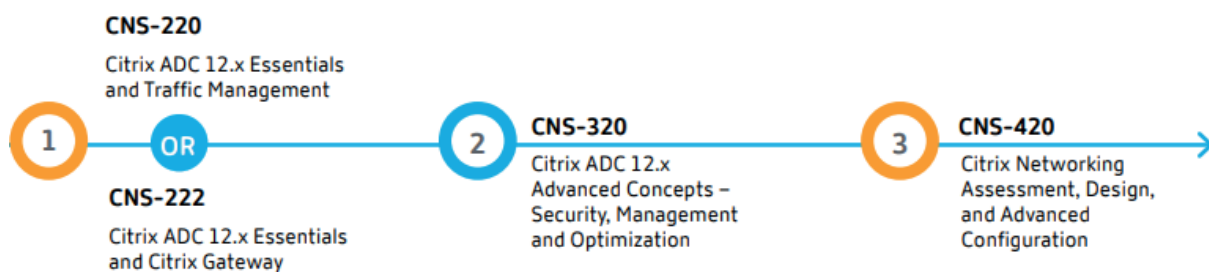 CNS-220
Citrix ADC 12.x Essentials
and Traffic Management
1
OR
CNS-222
Citrix ADC 12.x Essentials
and Citrix Gateway
2
CNS-320
Citrix ADC 12.x
Advanced Concepts –
Security, Management
and Optimization
3
CNS-420
Citrix Networking
Assessment, Design,
and Advanced
Configuration